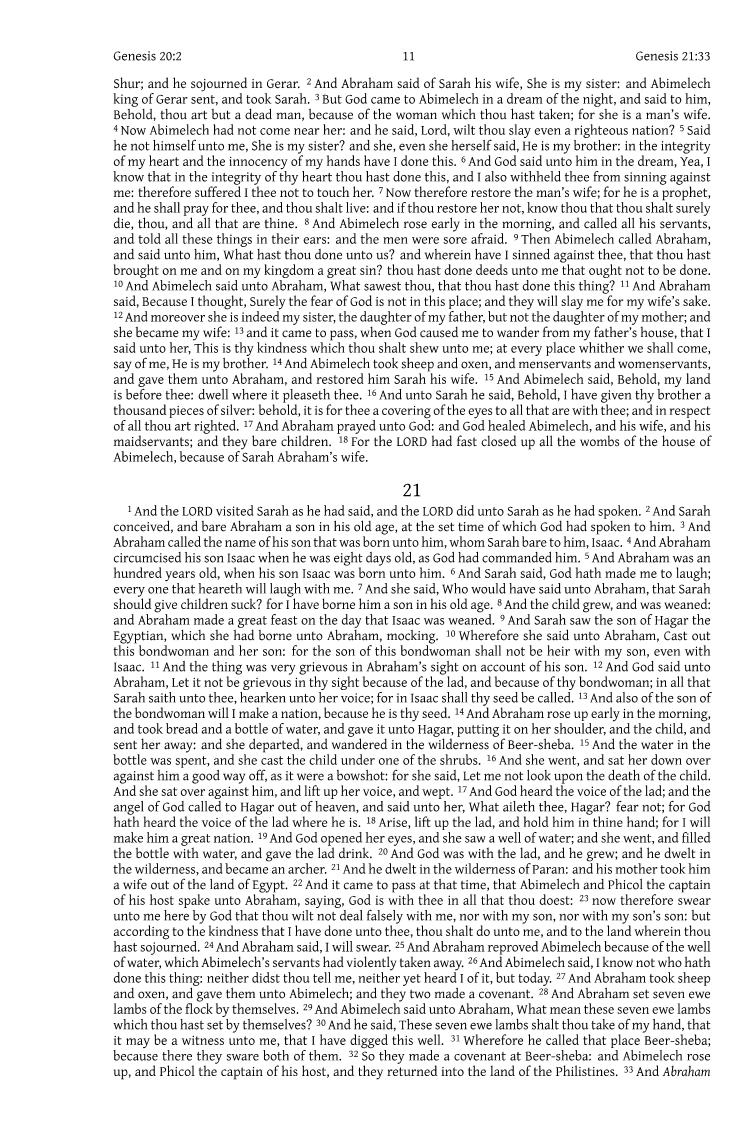 Genesis 20:2 11 Genesis 21:33
Shur; and he sojourned in Gerar. 2 And Abraham said of Sarah his wife, She is my sister: and Abimelech
king of Gerar sent, and took Sarah. 3 But God came to Abimelech in a dream of the night, and said to him,
Behold, thou art but a dead man, because of the woman which thou hast taken; for she is a man's wife.
4 Now Abimelech had not come near her: and he said, Lord, wilt thou slay even a righteous nation? 5 Said
he not himself unto me, She is my sister? and she, even she herself said, He is my brother: in the integrity
of my heart and the innocency of my hands have I done this. 6 And God said unto him in the dream, Yea, I
know that in the integrity of thy heart thou hast done this, and I also withheld thee from sinning against
me: therefore suffered I thee not to touch her. 7 Now therefore restore the man's wife; for he is a prophet,
and he shall pray for thee, and thou shalt live: and if thou restore her not, know thou that thou shalt surely
die, thou, and all that are thine. 8 And Abimelech rose early in the morning, and called all his servants,
and told all these things in their ears: and the men were sore afraid. 9 Then Abimelech called Abraham,
and said unto him, What hast thou done unto us? and wherein have I sinned against thee, that thou hast
brought on me and on my kingdom a great sin? thou hast done deeds unto me that ought not to be done.
10 And Abimelech said unto Abraham, What sawest thou, that thou hast done this thing? 11 And Abraham
said, Because I thought, Surely the fear of God is not in this place; and they will slay me for my wife's sake.
12 And moreover she is indeed my sister, the daughter of my father, but not the daughter of my mother; and
she became my wife: 13 and it came to pass, when God caused me to wander from my father's house, that I
said unto her, This is thy kindness which thou shalt shew unto me; at every place whither we shall come,
say of me, He is my brother. 14 And Abimelech took sheep and oxen, and menservants and womenservants,
and gave them unto Abraham, and restored him Sarah his wife. 15 And Abimelech said, Behold, my land
is before thee: dwell where it pleaseth thee. 16 And unto Sarah he said, Behold, I have given thy brother a
thousand pieces of silver: behold, it is for thee a covering of the eyes to all that are with thee; and in respect
of all thou art righted. 17 And Abraham prayed unto God: and God healed Abimelech, and his wife, and his
maidservants; and they bare children. 18 For the LORD had fast closed up all the wombs of the house of
Abimelech, because of Sarah Abraham's wife.
21
1 And the LORD visited Sarah as he had said, and the LORD did unto Sarah as he had spoken. 2 And Sarah
conceived, and bare Abraham a son in his old age, at the set time of which God had spoken to him. 3 And
Abraham called the name of his son that was born unto him, whom Sarah bare to him, Isaac. 4 And Abraham
circumcised his son Isaac when he was eight days old, as God had commanded him. 5 And Abraham was an
hundred years old, when his son Isaac was born unto him. 6 And Sarah said, God hath made me to laugh;
every one that heareth will laugh with me. 7 And she said, Who would have said unto Abraham, that Sarah
should give children suck? for I have borne him a son in his old age. 8 And the child grew, and was weaned:
and Abraham made a great feast on the day that Isaac was weaned. 9 And Sarah saw the son of Hagar the
Egyptian, which she had borne unto Abraham, mocking. 10 Wherefore she said unto Abraham, Cast out
this bondwoman and her son: for the son of this bondwoman shall not be heir with my son, even with
Isaac. 11 And the thing was very grievous in Abraham's sight on account of his son. 12 And God said unto
Abraham, Let it not be grievous in thy sight because of the lad, and because of thy bondwoman; in all that
Sarah saith unto thee, hearken unto her voice; for in Isaac shall thy seed be called. 13 And also of the son of
the bondwoman will I make a nation, because he is thy seed. 14 And Abraham rose up early in the morning,
and took bread and a bottle of water, and gave it unto Hagar, putting it on her shoulder, and the child, and
sent her away: and she departed, and wandered in the wilderness of Beer-sheba. 15 And the water in the
bottle was spent, and she cast the child under one of the shrubs. 16 And she went, and sat her down over
against him a good way off, as it were a bowshot: for she said, Let me not look upon the death of the child.
And she sat over against him, and lift up her voice, and wept. 17 And God heard the voice of the lad; and the
angel of God called to Hagar out of heaven, and said unto her, What aileth thee, Hagar? fear not; for God
hath heard the voice of the lad where he is. 18 Arise, lift up the lad, and hold him in thine hand; for I will
make him a great nation. 19 And God opened her eyes, and she saw a well of water; and she went, and filled
the bottle with water, and gave the lad drink. 20 And God was with the lad, and he grew; and he dwelt in
the wilderness, and became an archer. 21 And he dwelt in the wilderness of Paran: and his mother took him
a wife out of the land of Egypt. 22 And it came to pass at that time, that Abimelech and Phicol the captain
of his host spake unto Abraham, saying, God is with thee in all that thou doest: 23 now therefore swear
unto me here by God that thou wilt not deal falsely with me, nor with my son, nor with my son's son: but
according to the kindness that I have done unto thee, thou shalt do unto me, and to the land wherein thou
hast sojourned. 24 And Abraham said, I will swear. 25 And Abraham reproved Abimelech because of the well
of water, which Abimelech's servants had violently taken away. 26 And Abimelech said, I know not who hath
done this thing: neither didst thou tell me, neither yet heard I of it, but today. 27 And Abraham took sheep
and oxen, and gave them unto Abimelech; and they two made a covenant. 28 And Abraham set seven ewe
lambs of the flock by themselves. 29 And Abimelech said unto Abraham, What mean these seven ewe lambs
which thou hast set by themselves? 30 And he said, These seven ewe lambs shalt thou take of my hand, that
it may be a witness unto me, that I have digged this well. 31 Wherefore he called that place Beer-sheba;
because there they sware both of them. 32 So they made a covenant at Beer-sheba: and Abimelech rose
up, and Phicol the captain of his host, and they returned into the land of the Philistines. 33 And Abraham